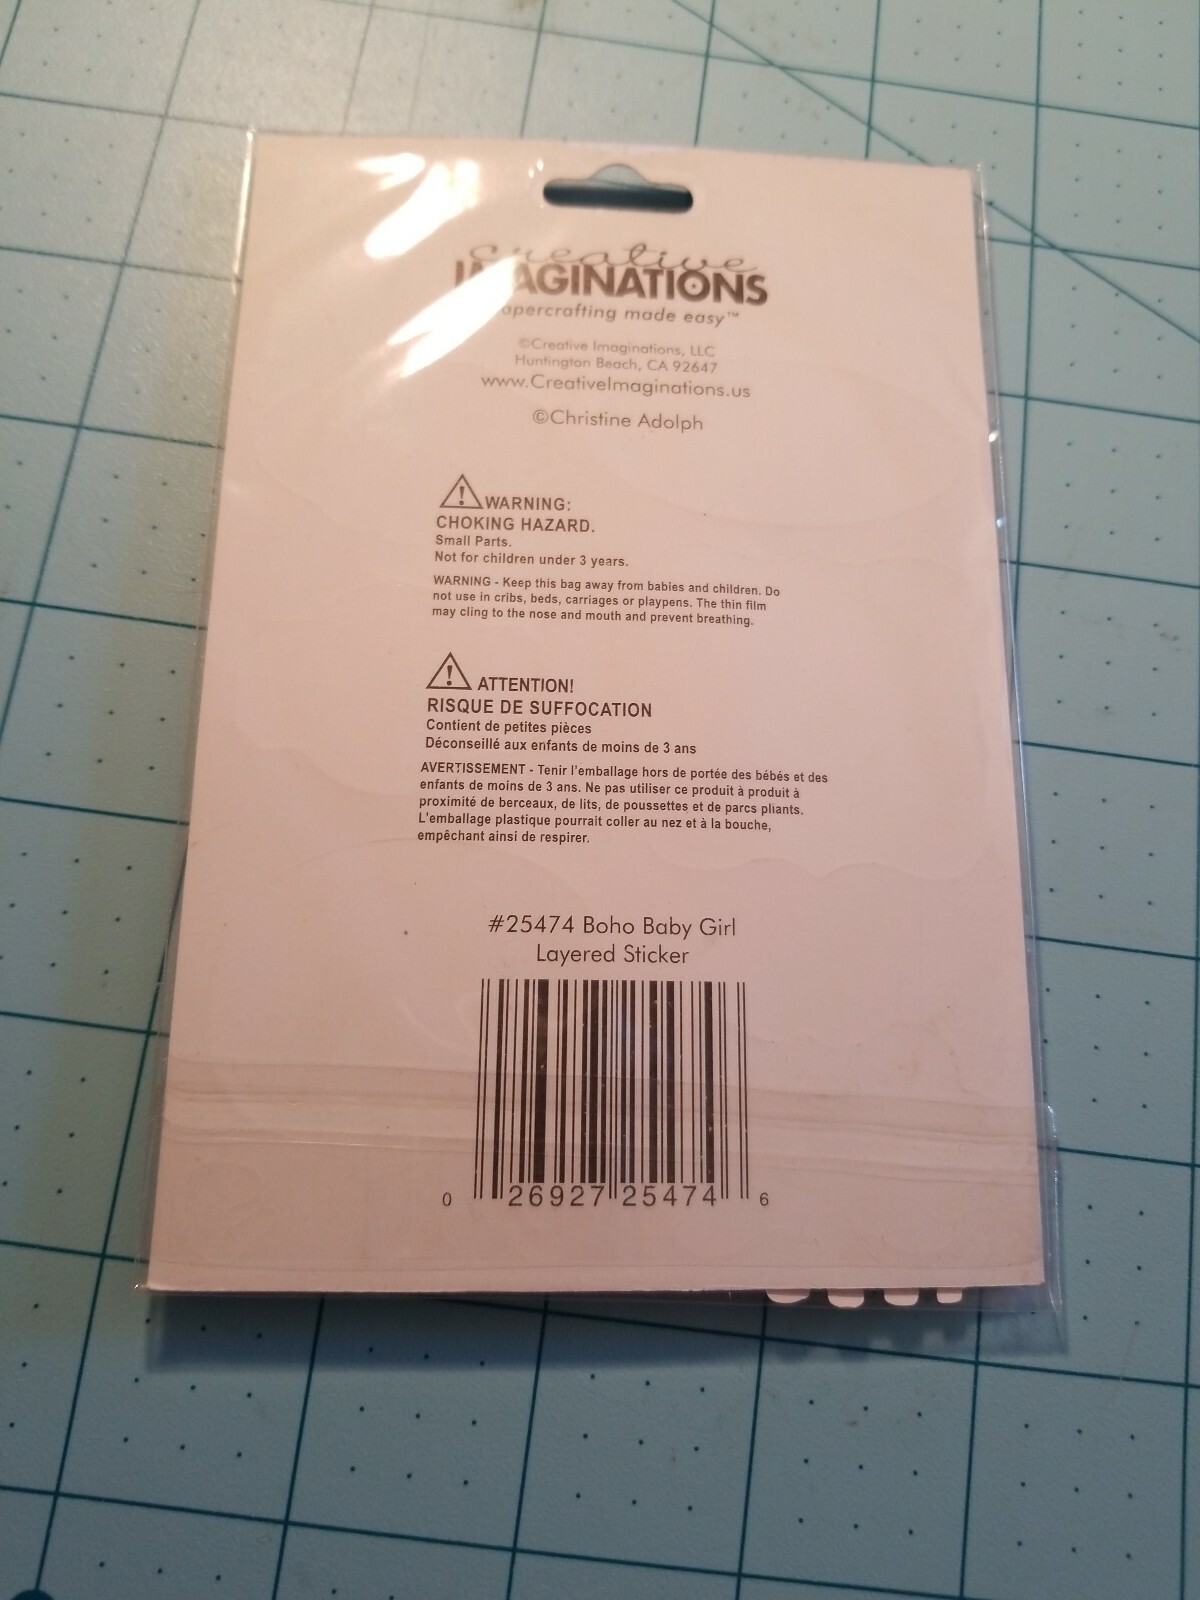 creative
IMAGINATIONS
papercrafting made easy™
©Creative Imaginations, LLC
Huntington Beach, CA 92647
www.CreativeImaginations.us
©Christine Adolph
WARNING:
CHOKING HAZARD.
Small Parts.
Not for children under 3 years.
WARNING - Keep this bag away from babies and children. Do
not use in cribs, beds, carriages or playpens. The thin film
may cling to the nose and mouth and prevent breathing.
ATTENTION!
RISQUE DE SUFFOCATION
Contient de petites pièces
Déconseillé aux enfants de moins de 3 ans
AVERTISSEMENT - Tenir l'emballage hors de portée des bébés et des
enfants de moins de 3 ans. Ne pas utiliser ce produit à produit à
proximité de berceaux, de lits, de poussettes et de parcs pliants.
L'emballage plastique pourrait coller au nez et à la bouche,
empêchant ainsi de respirer.
#25474 Boho Baby Girl
Layered Sticker
0 26927 25474 6